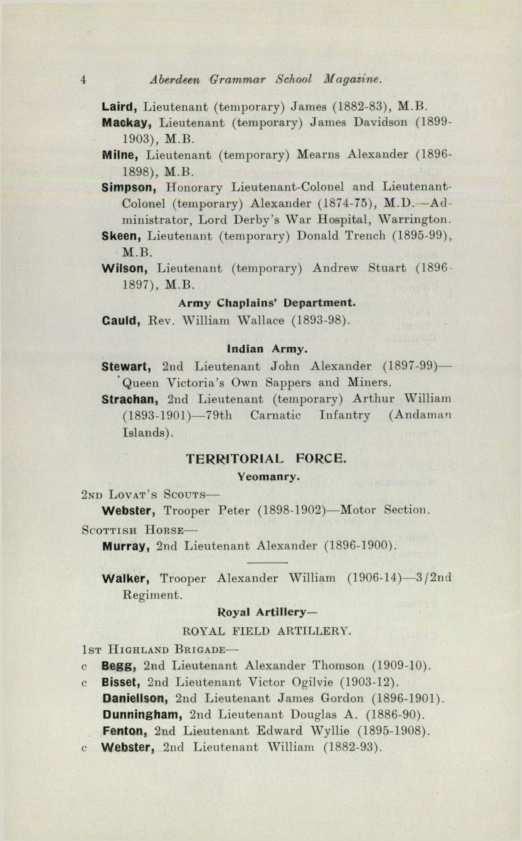 4 Aberdeen Grammar School Magazine.
Laird, Lieutenant (temporary) James (1882-83), M.B.
Mackay, Lieutenant (temporary) James Davidson (1899-
1903), M.B.
Milne, Lieutenant (temporary) Mearns Alexander (1896-
1898), M.B.
Simpson, Honorary Lieutenant-Colonel and Lieutenant-
Colonel (temporary) Alexander (1874-75), M.D.—Ad-
ministrator, Lord Derby's War Hospital, Warrington.
Skeen, Lieutenant (temporary) Donald Trench (1895-99),
M.B.
Wilson, Lieutenant (temporary) Andrew Stuart (1896-
1897), M.B.
Army Chaplains' Department.
Cauld, Rev. William Wallace (1893-98).
Indian Army.
Stewart, 2nd Lieutenant John Alexander (1897-99)—
Queen Victoria's Own Sappers and Miners.
Strachan, 2nd Lieutenant (temporary) Arthur William
(1893-1901)—79th Carnatic Infantry (Andaman
Islands).
TERRITORIAL FORCE.
Yeomanry.
2ND LOVAT'S SCOUTS—
Webster, Trooper Peter (1898-1902)—Motor Section.
SCOTTISH HORSE—
Murray, 2nd Lieutenant Alexander (1896-1900).
Walker, Trooper Alexander William (1906-14)—3/2nd
Regiment.
Royal Artillery—
ROYAL FIELD ARTILLERY.
1ST HIGHLAND BRIGADE—
c Begg, 2nd Lieutenant Alexander Thomson (1909-10).
c Bisset, 2nd Lieutenant Victor Ogilvie (1903-12).
Daniellson, 2nd Lieutenant James Gordon (1896-1901).
Dunningham, 2nd Lieutenant Douglas A. (1886-90).
Fenton, 2nd Lieutenant Edward Wyllie (1895-1908).
c Webster, 2nd Lieutenant William (1882-93).